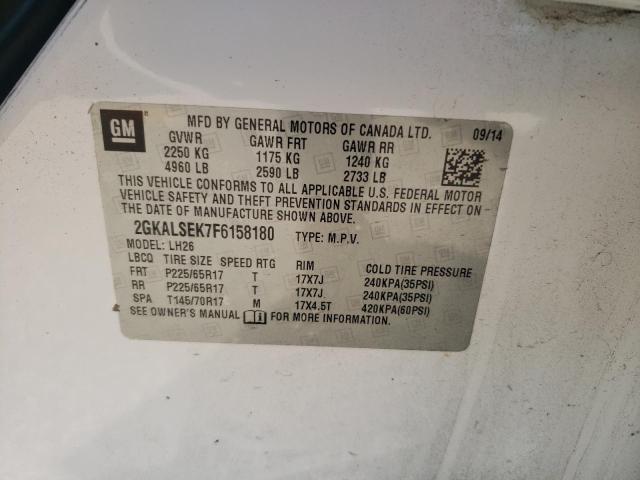 GM
MFD BY GENERAL MOTORS OF CANADA LTD. 09/14
GVWR GAWR FRT GAWR RR
2250 KG 1175 KG 1240 KG
4960 LB 2590 LB 2733 LB
THIS VEHICLE CONFORMS TO ALL APPLICABLE U.S. FEDERAL MOTOR
VEHICLE SAFETY AND THEFT PREVENTION STANDARDS IN EFFECT ON
THE DATE OF MANUFACTURE SHOWN ABOVE.
2GKALSEK7F6158180 TYPE: M.P.V.
MODEL: LH26
LBCQ TIRE SIZE SPEED RTG RIM COLD TIRE PRESSURE
FRT P225/65R17 T 17X7J 240KPA(35PSI)
RR P225/65R17 T 17X7J 240KPA(35PSI)
SPA T145/70R17 M 17X4.5T 420KPA(60PSI)
SEE OWNER'S MANUAL FOR MORE INFORMATION.